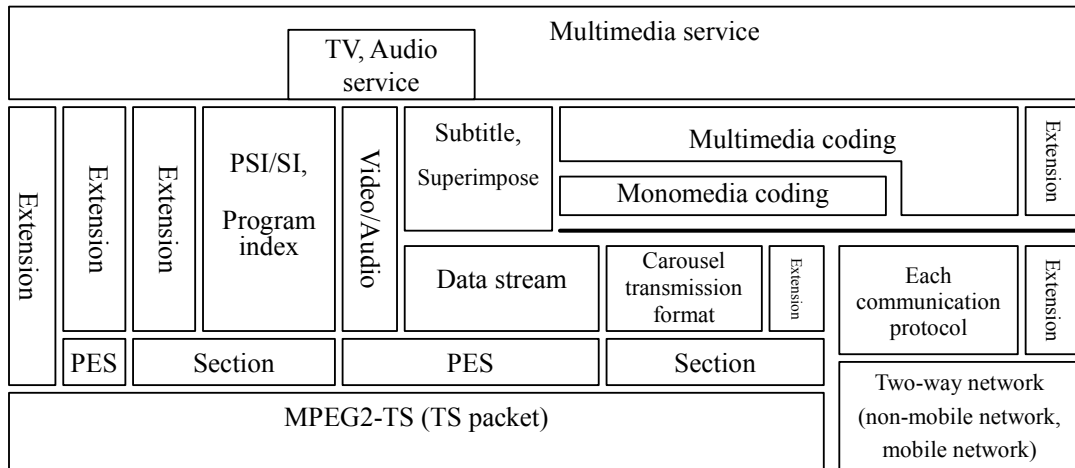 Multimedia service
TV, Audio
service
Extension
Extension
Extension
PSI/SI,
Program
index
Video/Audio
Subtitle,
Superimpose
Multimedia coding
Monomedia coding
Extension
Data stream
Carousel
transmission
format
Extension
Each
communication
protocol
Extension
PES
Section
PES
Section
MPEG2-TS (TS packet)
Two-way network
(non-mobile network,
mobile network)